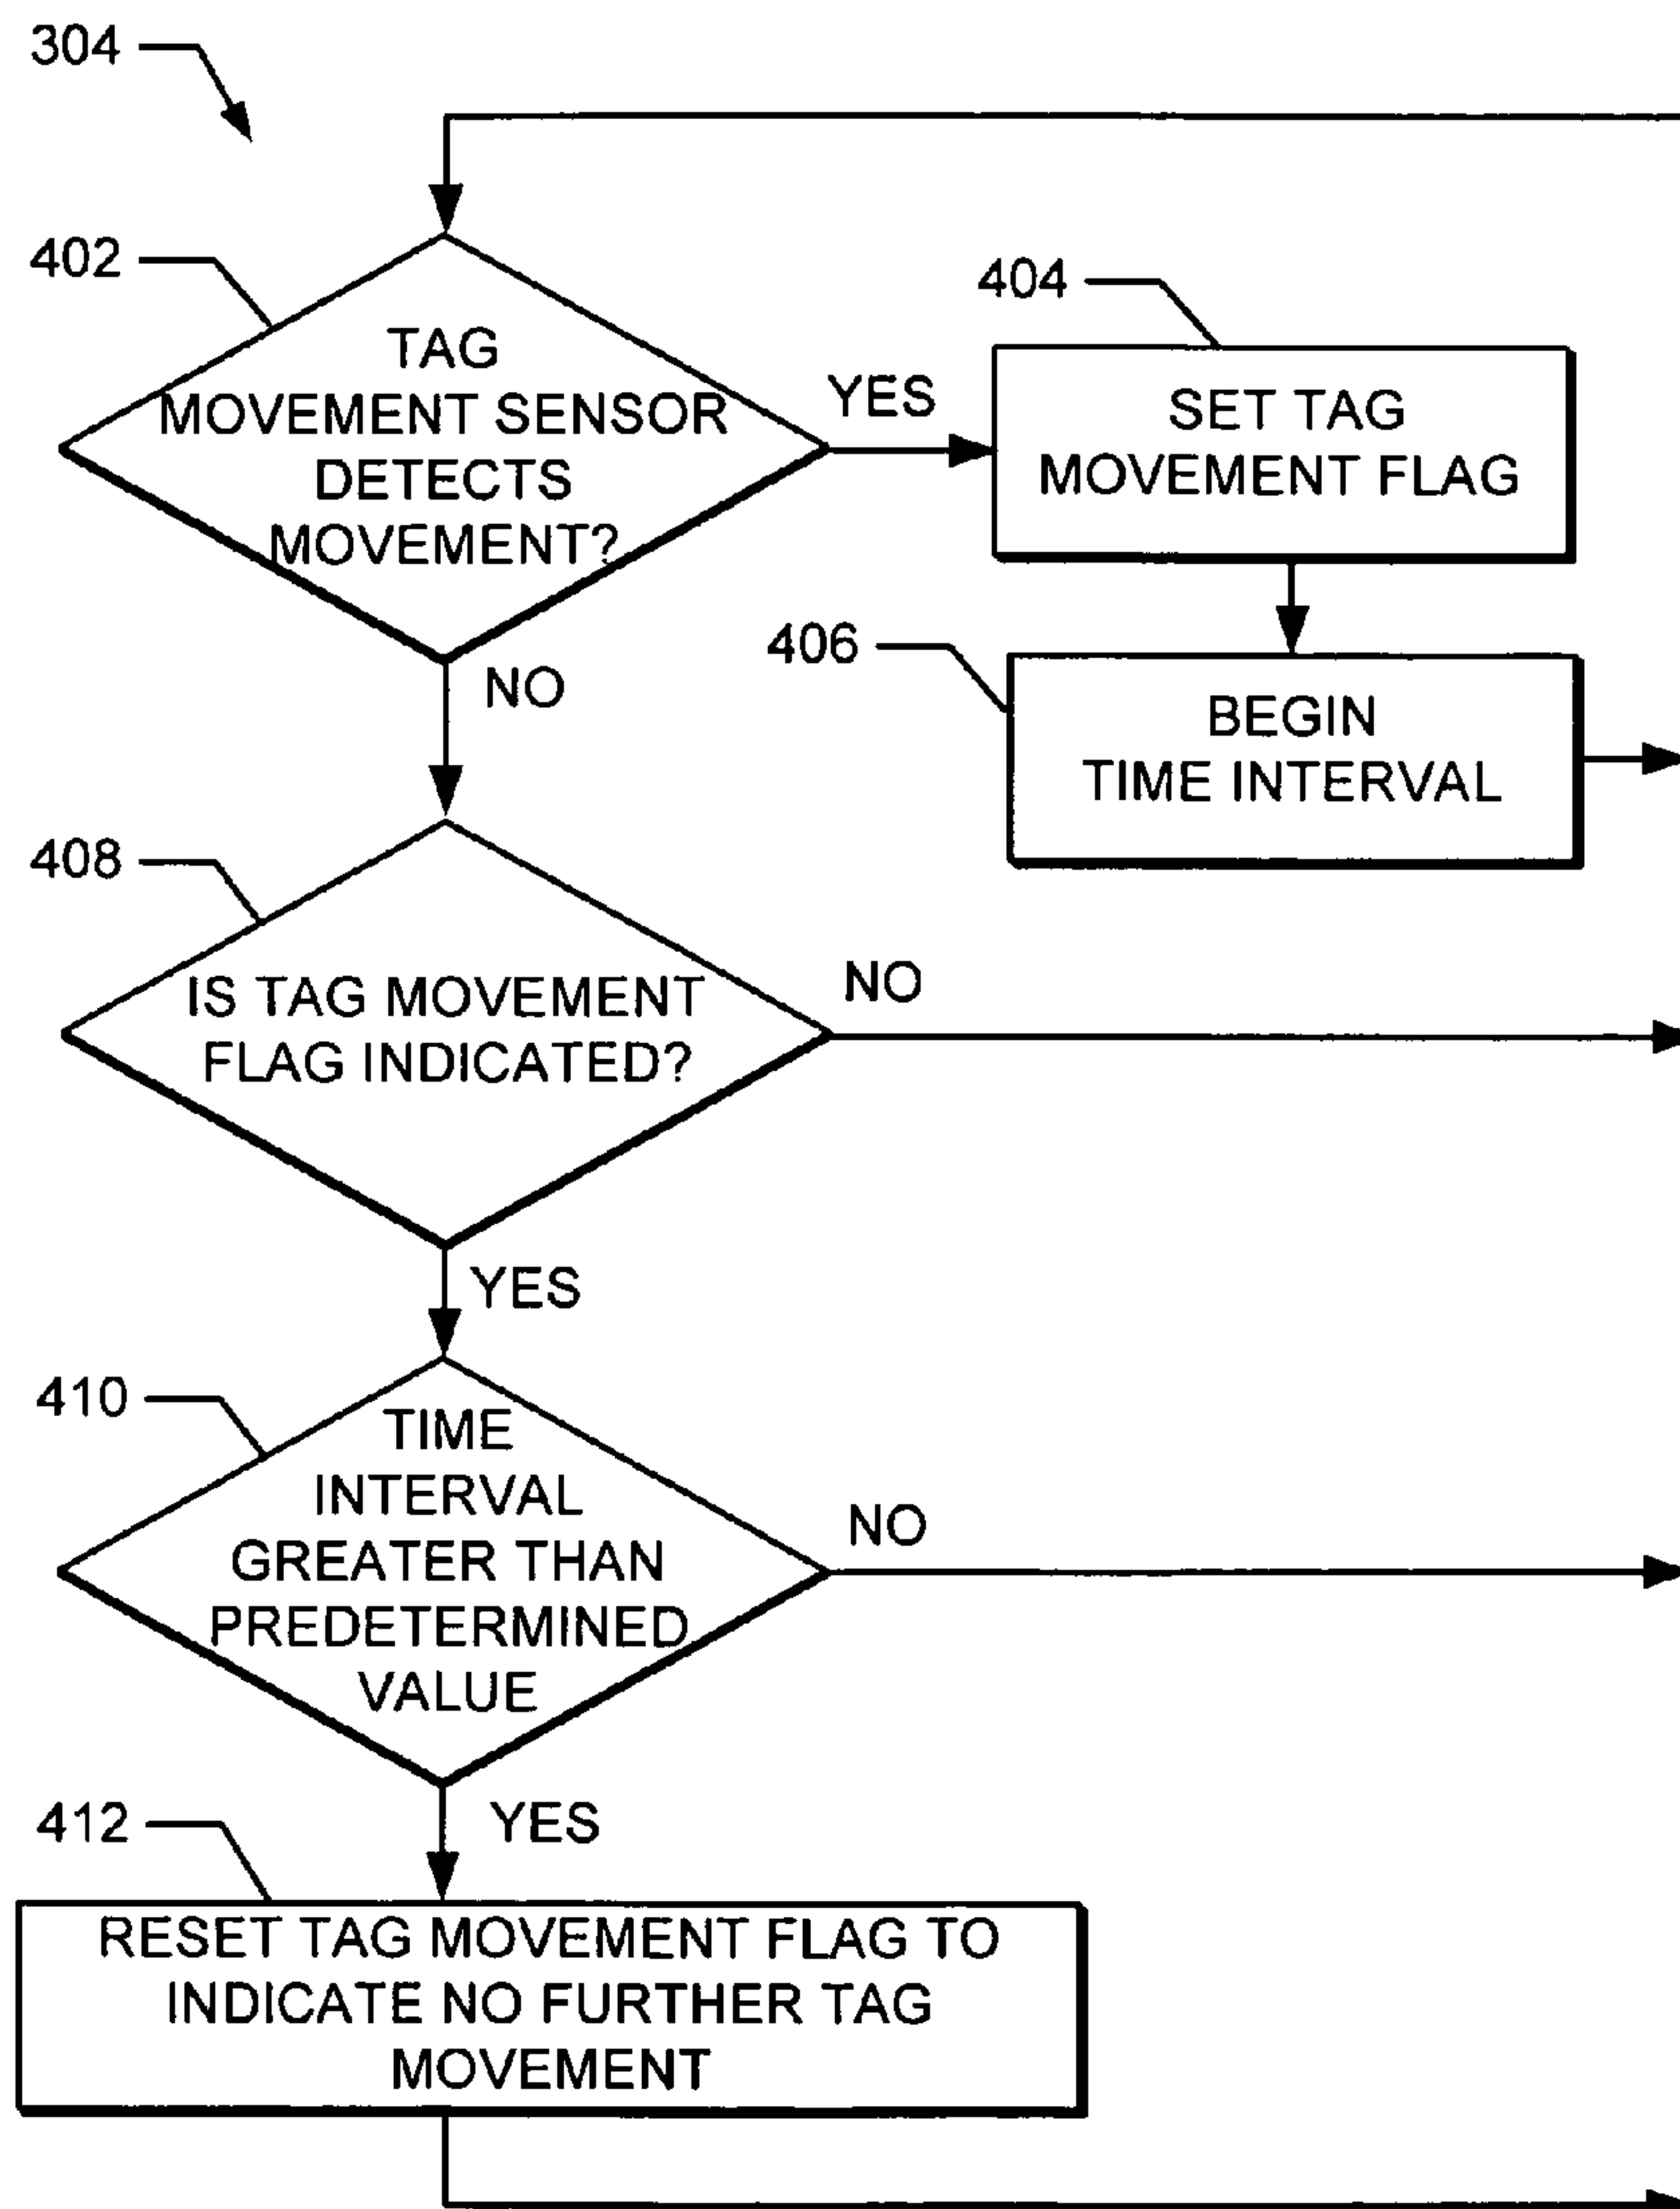 304
402
TAG
MOVEMENT SENSOR
DETECTS
MOVEMENT?
YES
404
SET TAG
MOVEMENT FLAG
NO
406
BEGIN
TIME INTERVAL
408
IS TAG MOVEMENT
FLAG INDICATED?
NO
YES
410
TIME
INTERVAL
GREATER THAN
PREDETERMINED
VALUE
NO
YES
412
RESET TAG MOVEMENT FLAG TO
INDICATE NO FURTHER TAG
MOVEMENT